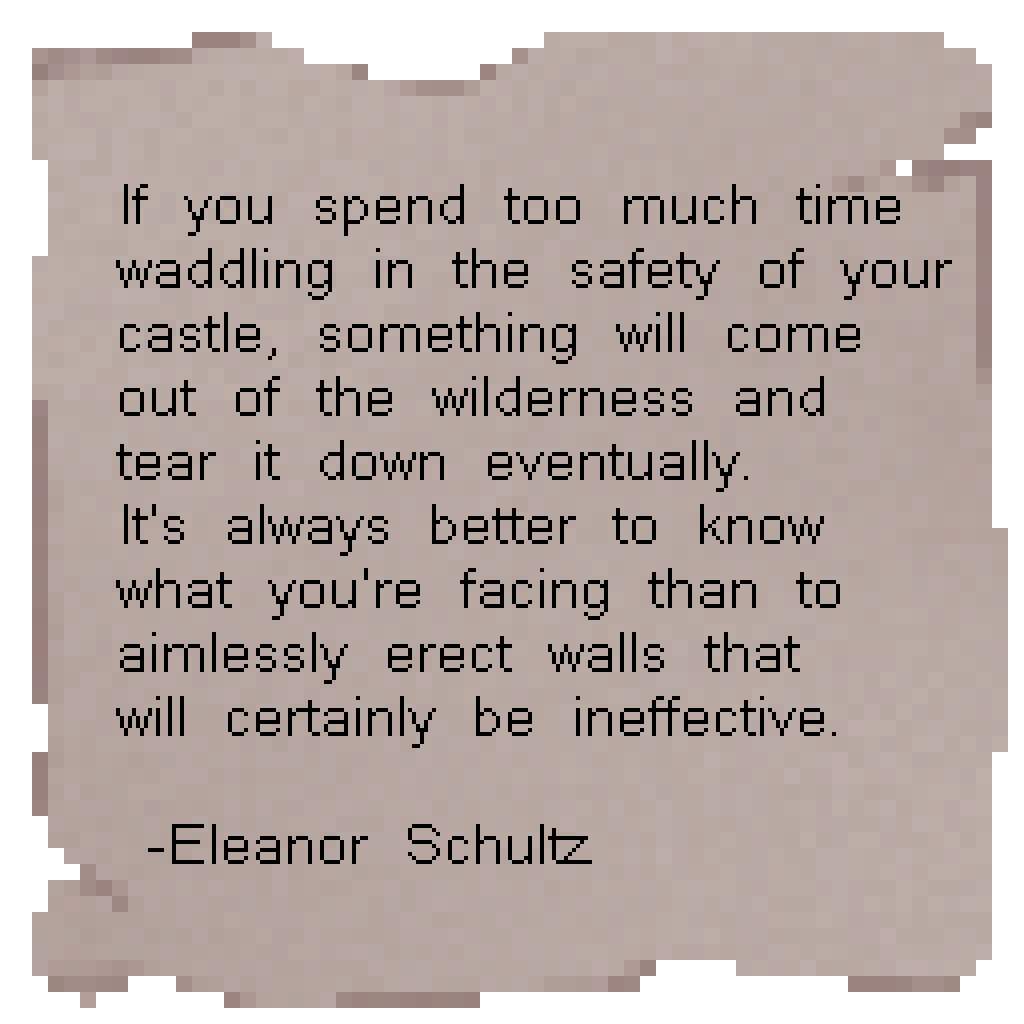 If you spend too much time
waddling in the safety of your
castle, something will come
out of the wilderness and
tear it down eventually.
It's always better to know
what you're facing than to
aimlessly erect walls that
will certainly be ineffective.
-Eleanor Schultz